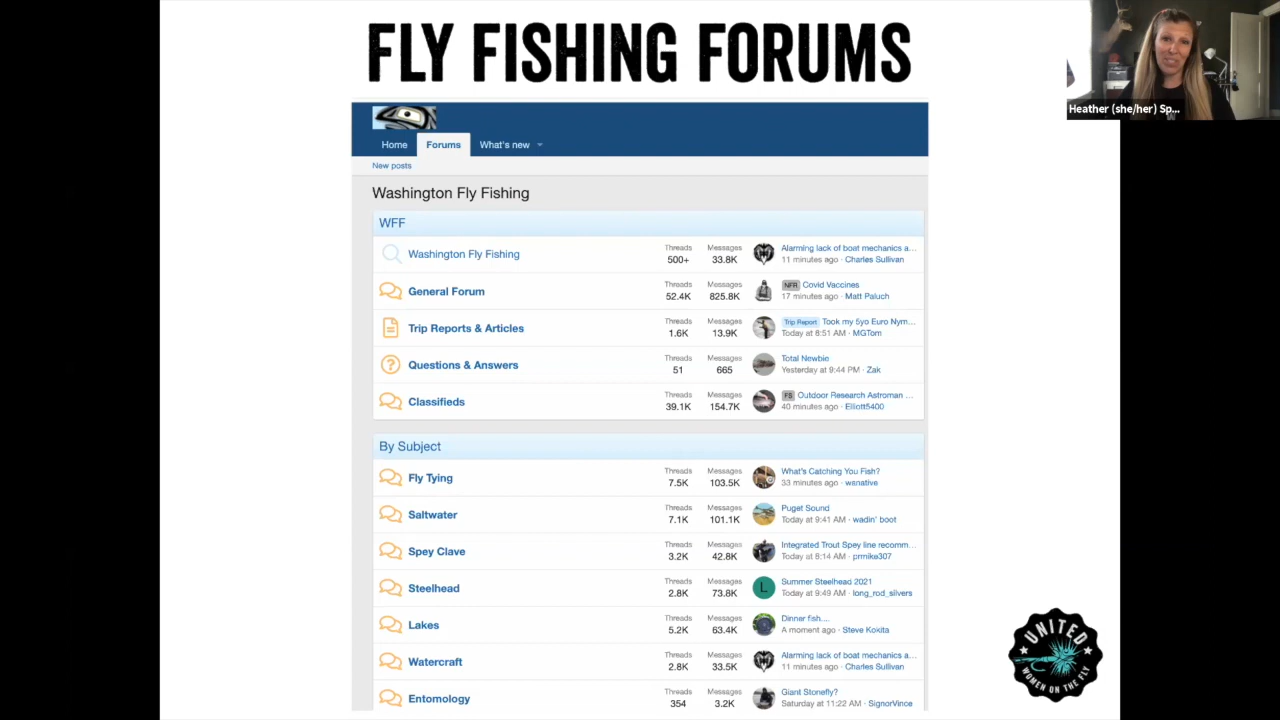 FLY FISHING FORUMS
Heather (she/her) Sp...
Home Forums What's new
New posts
Washington Fly Fishing
WFF
Washington Fly Fishing Threads 500+ Messages 33.8K Alarming lack of boat mechanics a... 11 minutes ago · Charles Sullivan
General Forum Threads 52.4K Messages 825.8K NFR Covid Vaccines 17 minutes ago · Matt Paluch
Trip Reports & Articles Threads 1.6K Messages 13.9K Trip Report Took my 5yo Euro Nym... Today at 8:51 AM · MGTom
Questions & Answers Threads 51 Messages 665 Total Newbie Yesterday at 9:44 PM · Zak
Classifieds Threads 39.1K Messages 154.7K FS Outdoor Research Astroman ... 40 minutes ago · Elliott5400
By Subject
Fly Tying Threads 7.5K Messages 103.5K What's Catching You Fish? 33 minutes ago · wanative
Saltwater Threads 7.1K Messages 101.1K Puget Sound Today at 9:41 AM · wadin' boot
Spey Clave Threads 3.2K Messages 42.8K Integrated Trout Spey line recomm... Today at 8:14 AM · prmike307
Steelhead Threads 2.8K Messages 73.8K L Summer Steelhead 2021 Today at 9:49 AM · long_rod_silvers
Lakes Threads 5.2K Messages 63.4K Dinner fish.... A moment ago · Steve Kokita
Watercraft Threads 2.8K Messages 33.5K Alarming lack of boat mechanics a... 11 minutes ago · Charles Sullivan
Entomology Threads 354 Messages 3.2K Giant Stonefly? Saturday at 11:22 AM · SignorVince
UNITED
WOMEN ON THE FLY